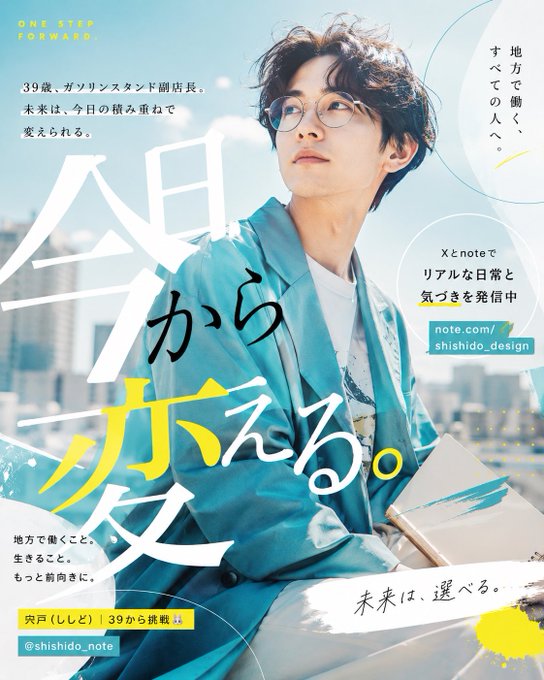 ONE STEP
FORWARD.
39歳、ガソリンスタンド副店長。
未来は、今日の積み重ねで
変えられる。
地方で働く、
すべての人へ。
今日
から
変える。
Xとnoteで
リアルな日常と
気づきを発信中
note.com/
shishido_design
地方で働くこと。
生きること。
もっと前向きに。
未来は、選べる。
宍戸（ししど）｜39から挑戦🐰
@shishido_note